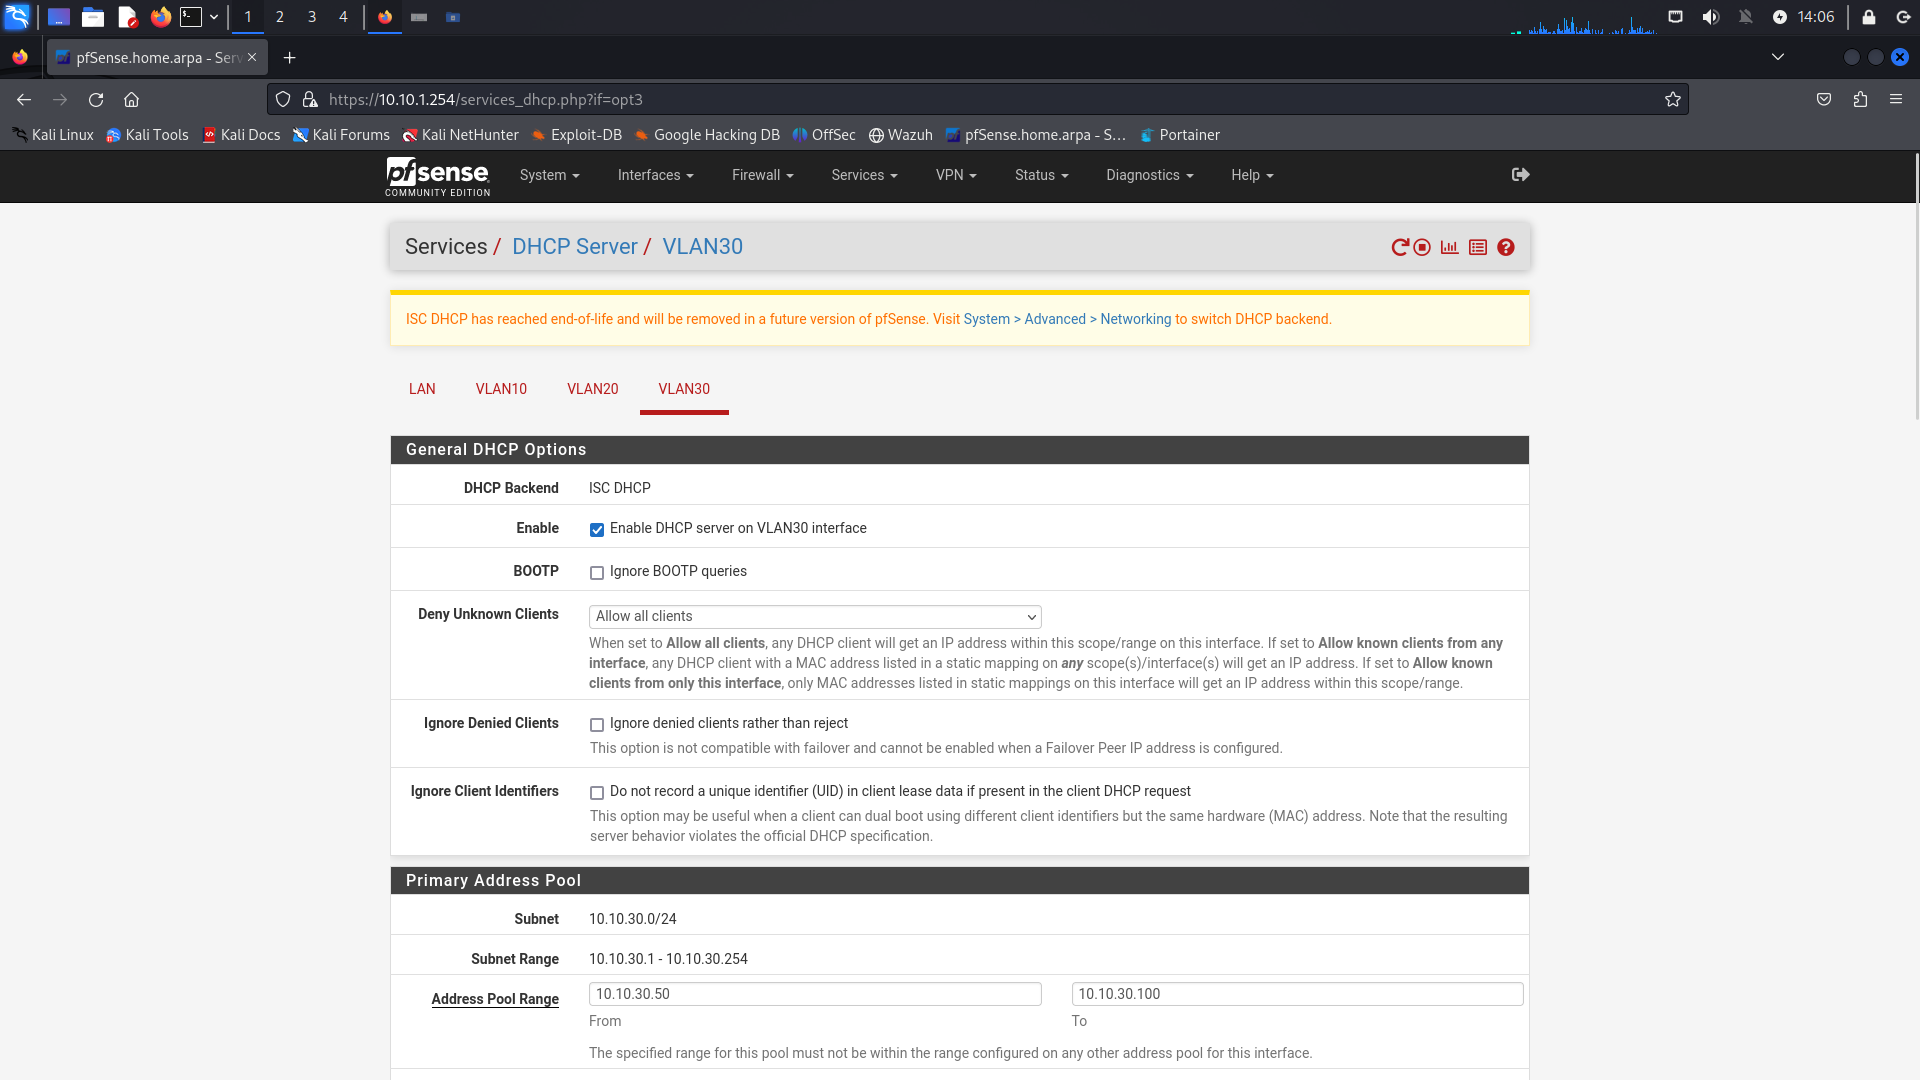 1
2
3
4
14:06
pfSense.home.arpa - Serv
https://10.10.1.254/services_dhcp.php?if=opt3
Kali Linux
Kali Tools
Kali Docs
Kali Forums
Kali NetHunter
Exploit-DB
Google Hacking DB
OffSec
Wazuh
pfSense.home.arpa - S…
Portainer
pfsense
COMMUNITY EDITION
System
Interfaces
Firewall
Services
VPN
Status
Diagnostics
Help
Services / DHCP Server / VLAN30
ISC DHCP has reached end-of-life and will be removed in a future version of pfSense. Visit System > Advanced > Networking to switch DHCP backend.
LAN
VLAN10
VLAN20
VLAN30
General DHCP Options
DHCP Backend
ISC DHCP
Enable
Enable DHCP server on VLAN30 interface
BOOTP
Ignore BOOTP queries
Deny Unknown Clients
Allow all clients
When set to Allow all clients, any DHCP client will get an IP address within this scope/range on this interface. If set to Allow known clients from any
interface, any DHCP client with a MAC address listed in a static mapping on any scope(s)/interface(s) will get an IP address. If set to Allow known
clients from only this interface, only MAC addresses listed in static mappings on this interface will get an IP address within this scope/range.
Ignore Denied Clients
Ignore denied clients rather than reject
This option is not compatible with failover and cannot be enabled when a Failover Peer IP address is configured.
Ignore Client Identifiers
Do not record a unique identifier (UID) in client lease data if present in the client DHCP request
This option may be useful when a client can dual boot using different client identifiers but the same hardware (MAC) address. Note that the resulting
server behavior violates the official DHCP specification.
Primary Address Pool
Subnet
10.10.30.0/24
Subnet Range
10.10.30.1 - 10.10.30.254
Address Pool Range
10.10.30.50
10.10.30.100
From
To
The specified range for this pool must not be within the range configured on any other address pool for this interface.